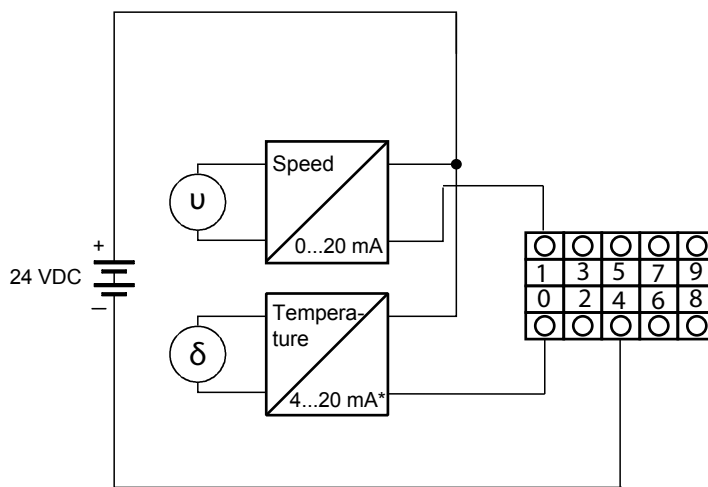 Speed
υ
0...20 mA
+
24 VDC
–
1 3 5 7 9
0 2 4 6 8
Tempera-
ture
δ
4...20 mA*